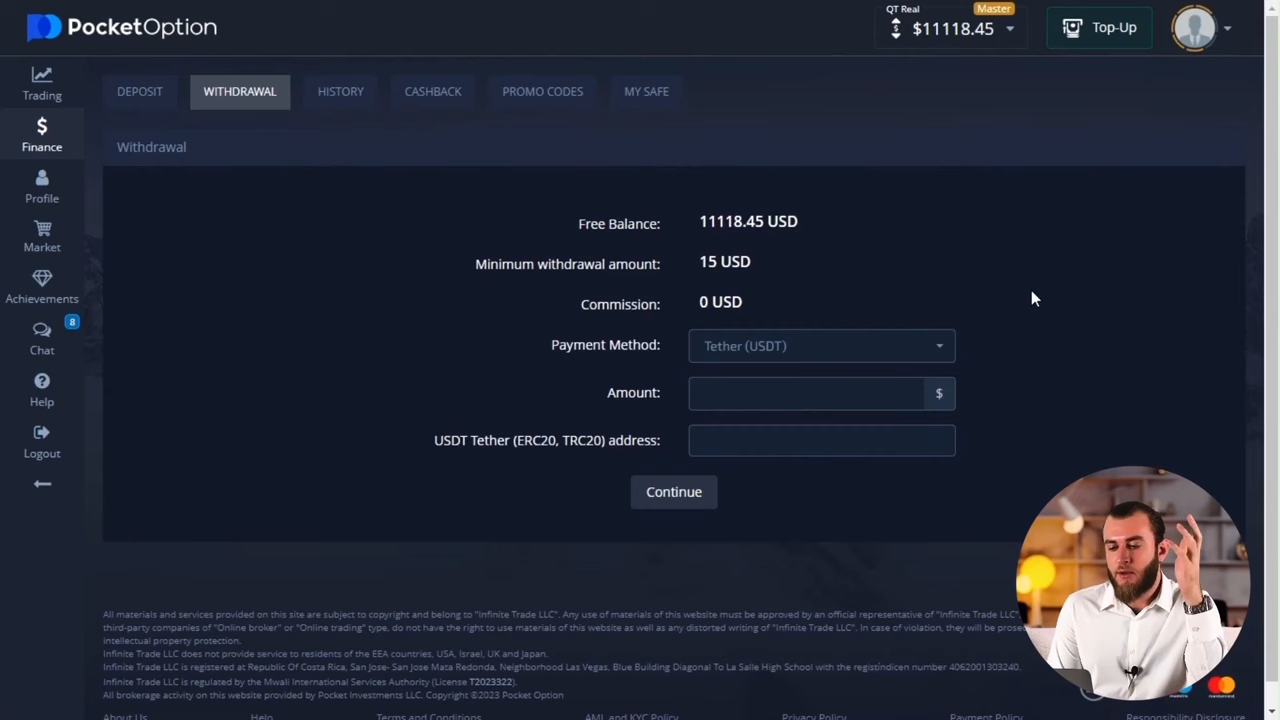 PocketOption
QT Real
Master
$11118.45
Top-Up
Trading
Finance
Profile
Market
Achievements
8
Chat
Help
Logout
DEPOSIT
WITHDRAWAL
HISTORY
CASHBACK
PROMO CODES
MY SAFE
Withdrawal
Free Balance: 11118.45 USD
Minimum withdrawal amount: 15 USD
Commission: 0 USD
Payment Method: Tether (USDT)
Amount: $
USDT Tether (ERC20, TRC20) address:
Continue
All materials and services provided on this site are subject to copyright and belong to "Infinite Trade LLC". Any use of materials of this website must be approved by an official representative of "Infinite Trade LLC",
third-party companies of "Online broker" or "Online trading" type, do not have the right to use materials of this website as well as any distorted writing of "Infinite Trade LLC". In case of violation, they will be
intellectual property protection.
Infinite Trade LLC does not provide service to residents of the EEA countries, USA, Israel, UK and Japan.
Infinite Trade LLC is registered at Republic Of Costa Rica, San Jose- San Jose Mata Redonda, Neighborhood Las Vegas, Blue Building Diagonal To La Salle High School with the registíndicen number 4062001303240.
Infinite Trade LLC is regulated by the Mwali International Services Authority (License T2023322).
All brokerage activity on this website provided by Pocket Investments LLC. Copyright ©2023 Pocket Option
About Us
Help
Terms and Conditions
AML and KYC Policy
Privacy Policy
Payment Policy
Responsibility Disclosure